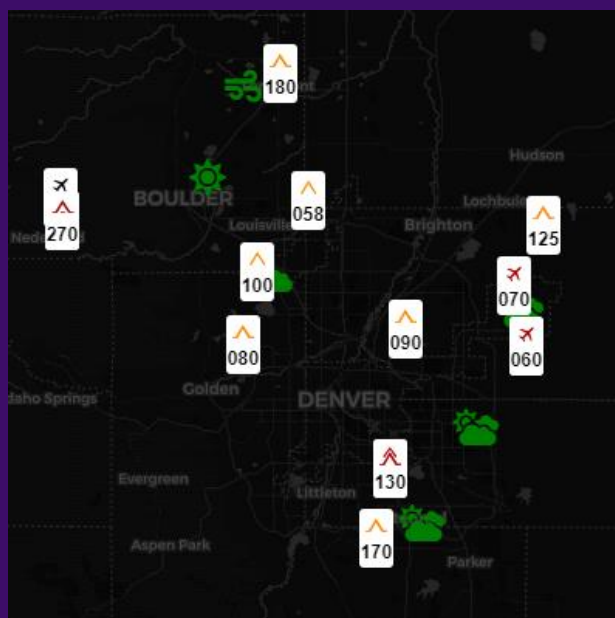 180
Hudson
BOULDER
058
Lochbule
Louisville
Brighton
125
270
100
070
090
060
080
Golden
DENVER
Idaho Springs
130
Evergreen
Littleton
170
Aspen Park
Parker